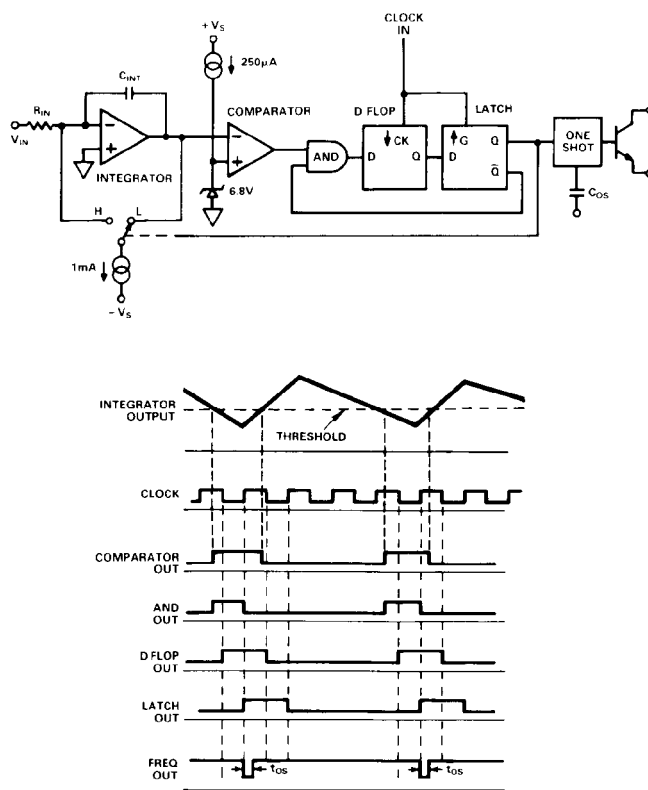 + VS
250μA
CLOCK
IN
CINT
RIN
VIN
COMPARATOR
D FLOP
LATCH
INTEGRATOR
AND
CK
D
Q
G
D
Q
Q̅
ONE
SHOT
6.8V
COS
H
L
1mA
– VS
INTEGRATOR
OUTPUT
THRESHOLD
CLOCK
COMPARATOR
OUT
AND
OUT
D FLOP
OUT
LATCH
OUT
FREQ
OUT
tOS
tOS